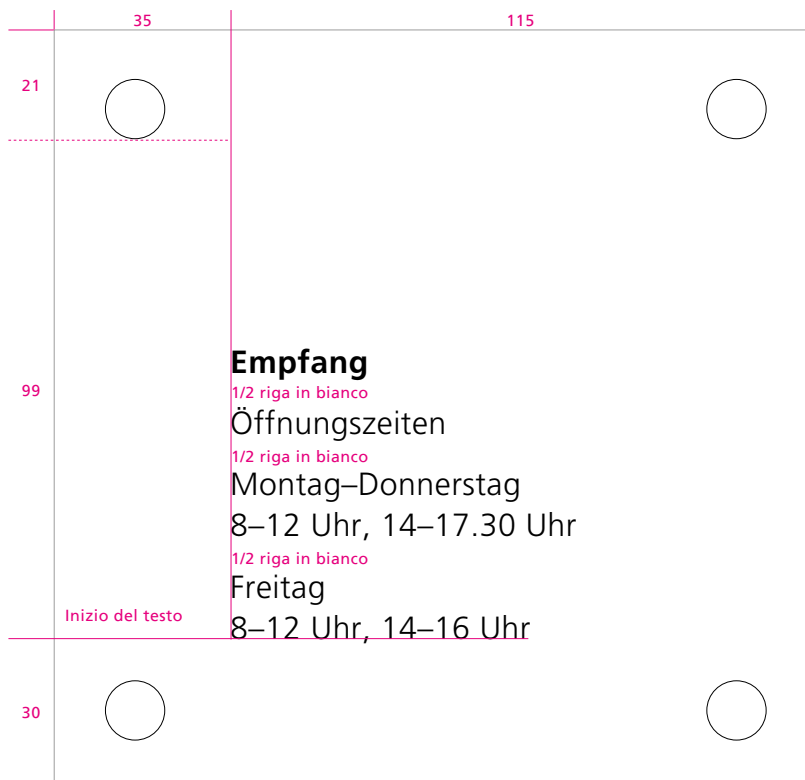 35
115
21
Empfang
99
1/2 riga in bianco
Öffnungszeiten
1/2 riga in bianco
Montag–Donnerstag
8–12 Uhr, 14–17.30 Uhr
1/2 riga in bianco
Freitag
Inizio del testo
8–12 Uhr, 14–16 Uhr
30